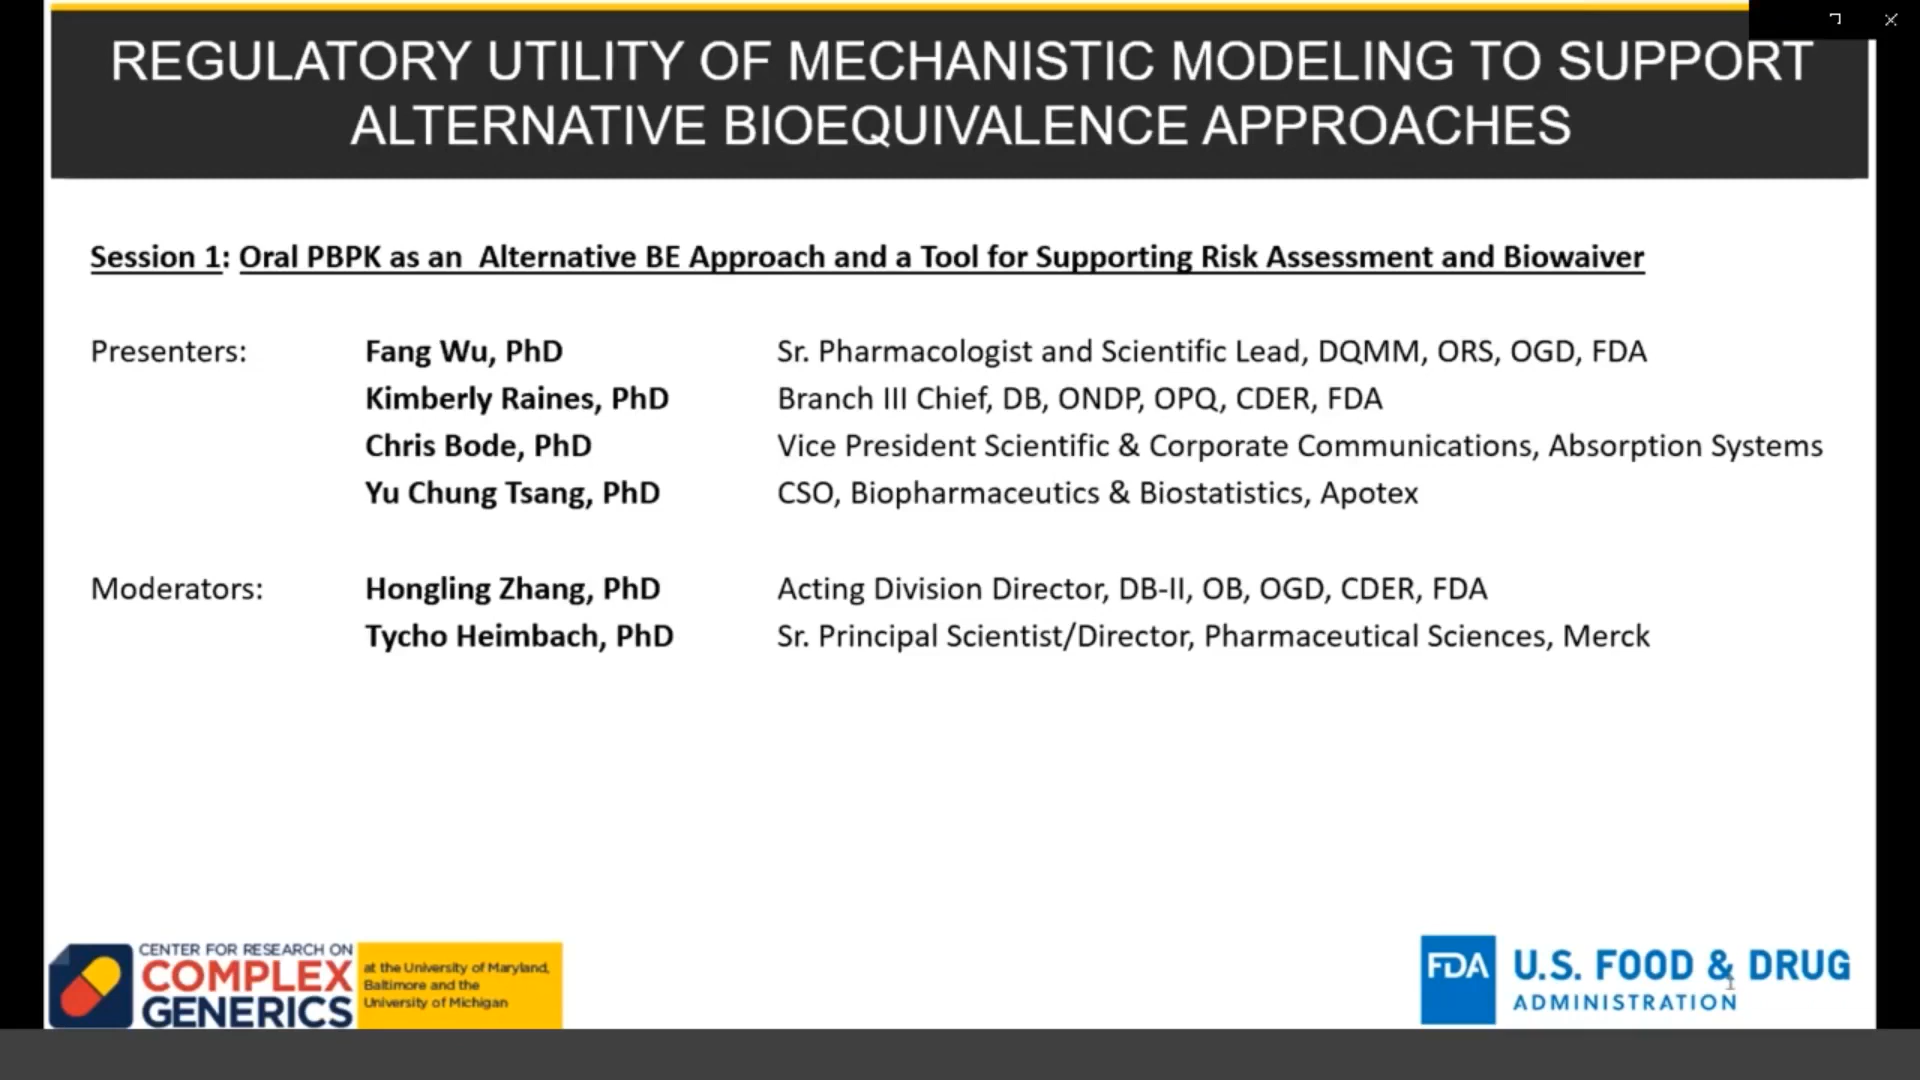 REGULATORY UTILITY OF MECHANISTIC MODELING TO SUPPORT
ALTERNATIVE BIOEQUIVALENCE APPROACHES
Session 1: Oral PBPK as an Alternative BE Approach and a Tool for Supporting Risk Assessment and Biowaiver
Presenters: Fang Wu, PhD Sr. Pharmacologist and Scientific Lead, DQMM, ORS, OGD, FDA
Kimberly Raines, PhD Branch III Chief, DB, ONDP, OPQ, CDER, FDA
Chris Bode, PhD Vice President Scientific & Corporate Communications, Absorption Systems
Yu Chung Tsang, PhD CSO, Biopharmaceutics & Biostatistics, Apotex
Moderators: Hongling Zhang, PhD Acting Division Director, DB-II, OB, OGD, CDER, FDA
Tycho Heimbach, PhD Sr. Principal Scientist/Director, Pharmaceutical Sciences, Merck
CENTER FOR RESEARCH ON
COMPLEX
GENERICS
at the University of Maryland,
Baltimore and the
University of Michigan
FDA
U.S. FOOD & DRUG
ADMINISTRATION